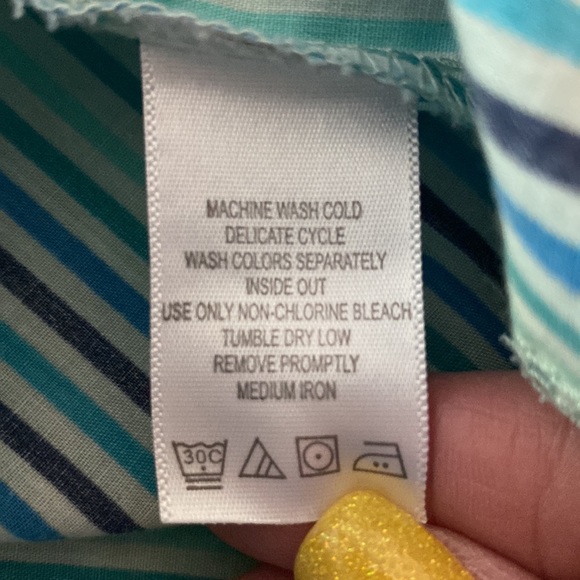 MACHINE WASH COLD
DELICATE CYCLE
WASH COLORS SEPARATELY
INSIDE OUT
USE ONLY NON-CHLORINE BLEACH
TUMBLE DRY LOW
REMOVE PROMPTLY
MEDIUM IRON
30C